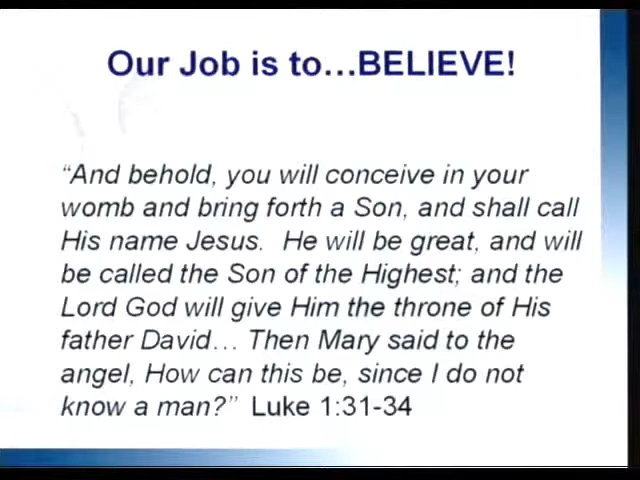 Our Job is to…BELIEVE!
“And behold, you will conceive in your
womb and bring forth a Son, and shall call
His name Jesus.  He will be great, and will
be called the Son of the Highest; and the
Lord God will give Him the throne of His
father David… Then Mary said to the
angel, How can this be, since I do not
know a man?”  Luke 1:31-34